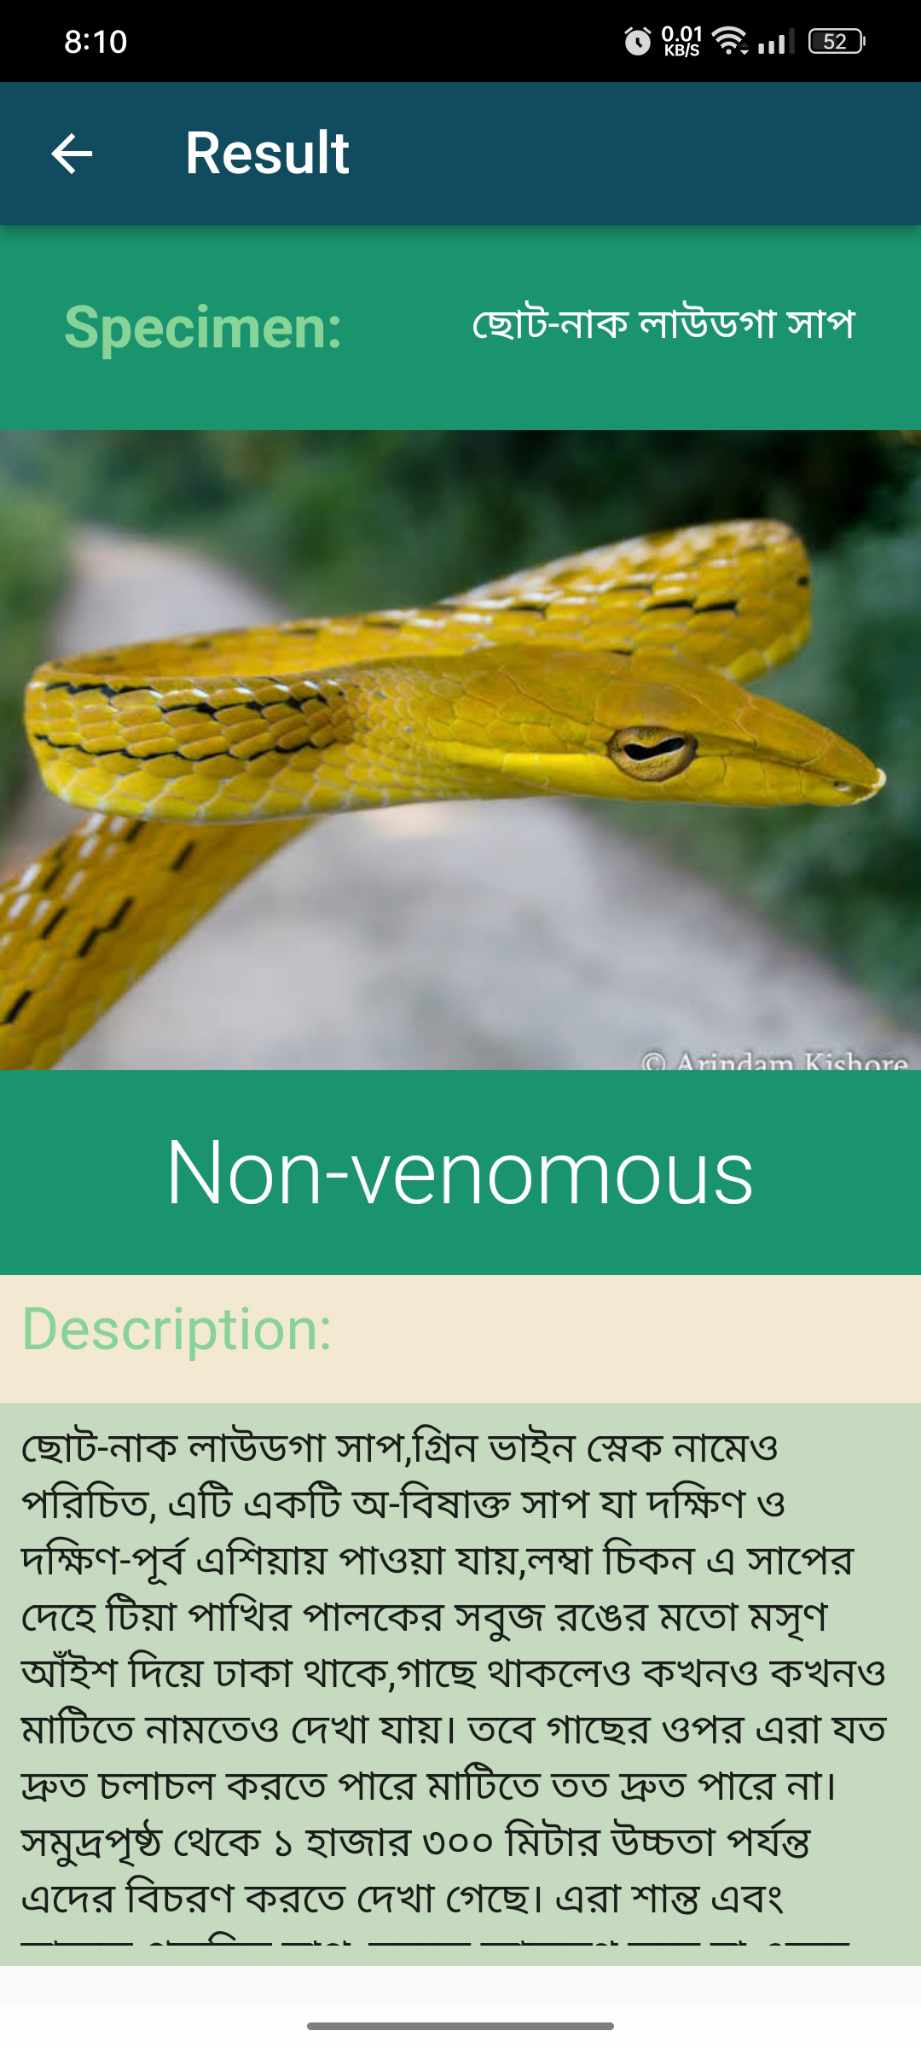 8:10
0.01
KB/S
52
Result
Specimen:
ছোট-নাক লাউডগা সাপ
© Arindam Kishore
Non-venomous
Description:
ছোট-নাক লাউডগা সাপ,গ্রিন ভাইন স্নেক নামেও
পরিচিত, এটি একটি অ-বিষাক্ত সাপ যা দক্ষিণ ও
দক্ষিণ-পূর্ব এশিয়ায় পাওয়া যায়,লম্বা চিকন এ সাপের
দেহে টিয়া পাখির পালকের সবুজ রঙের মতো মসৃণ
আঁইশ দিয়ে ঢাকা থাকে,গাছে থাকলেও কখনও কখনও
মাটিতে নামতেও দেখা যায়। তবে গাছের ওপর এরা যত
দ্রুত চলাচল করতে পারে মাটিতে তত দ্রুত পারে না।
সমুদ্রপৃষ্ঠ থেকে ১ হাজার ৩০০ মিটার উচ্চতা পর্যন্ত
এদের বিচরণ করতে দেখা গেছে। এরা শান্ত এবং